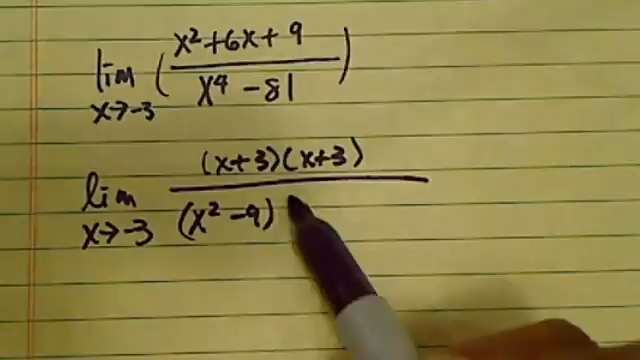 lim x→-3 ( (x²+6x+9) / (x⁴-81) )
lim x→-3 (x+3)(x+3) / (x²-9)